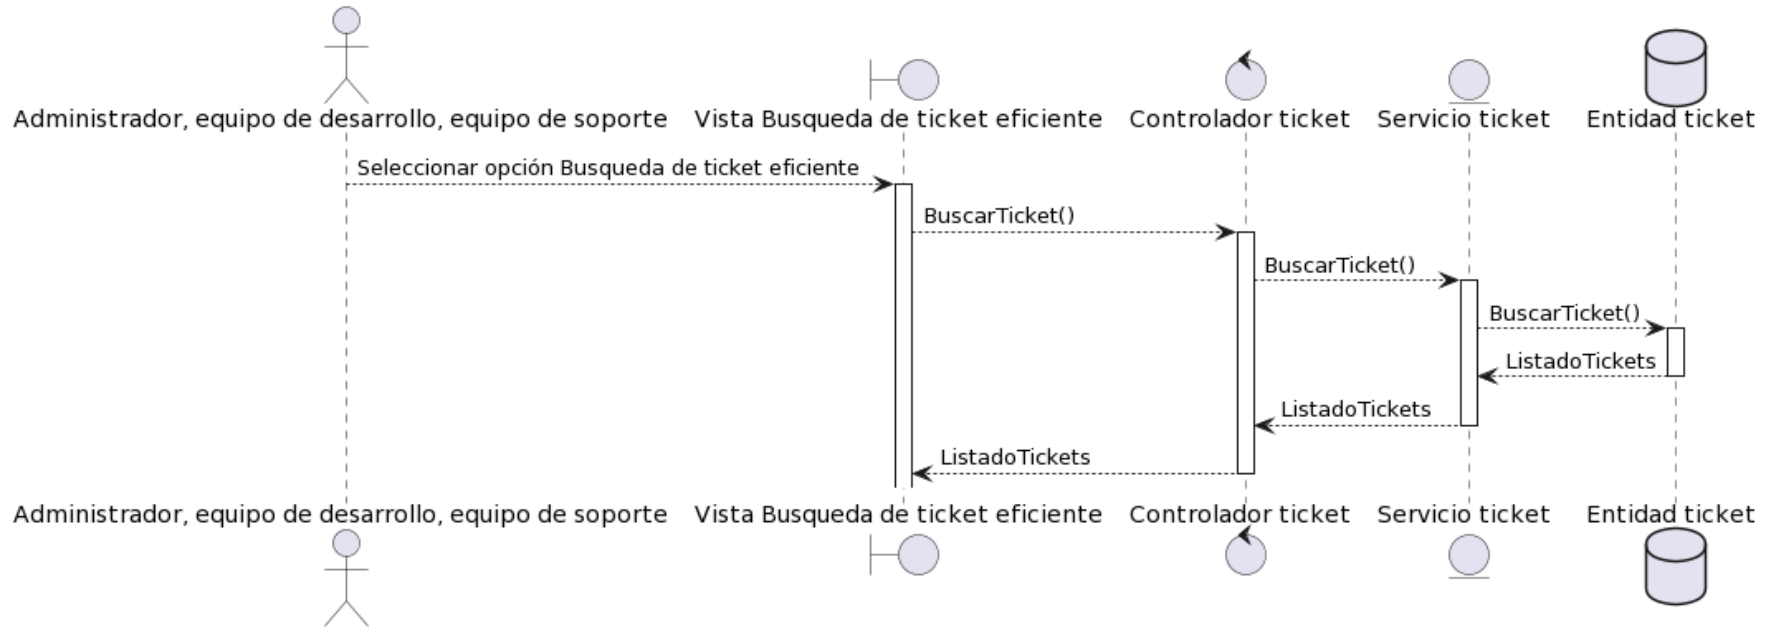 Administrador, equipo de desarrollo, equipo de soporte
Vista Busqueda de ticket eficiente
Controlador ticket
Servicio ticket
Entidad ticket
Seleccionar opción Busqueda de ticket eficiente
BuscarTicket()
BuscarTicket()
BuscarTicket()
ListadoTickets
ListadoTickets
ListadoTickets
Administrador, equipo de desarrollo, equipo de soporte
Vista Busqueda de ticket eficiente
Controlador ticket
Servicio ticket
Entidad ticket